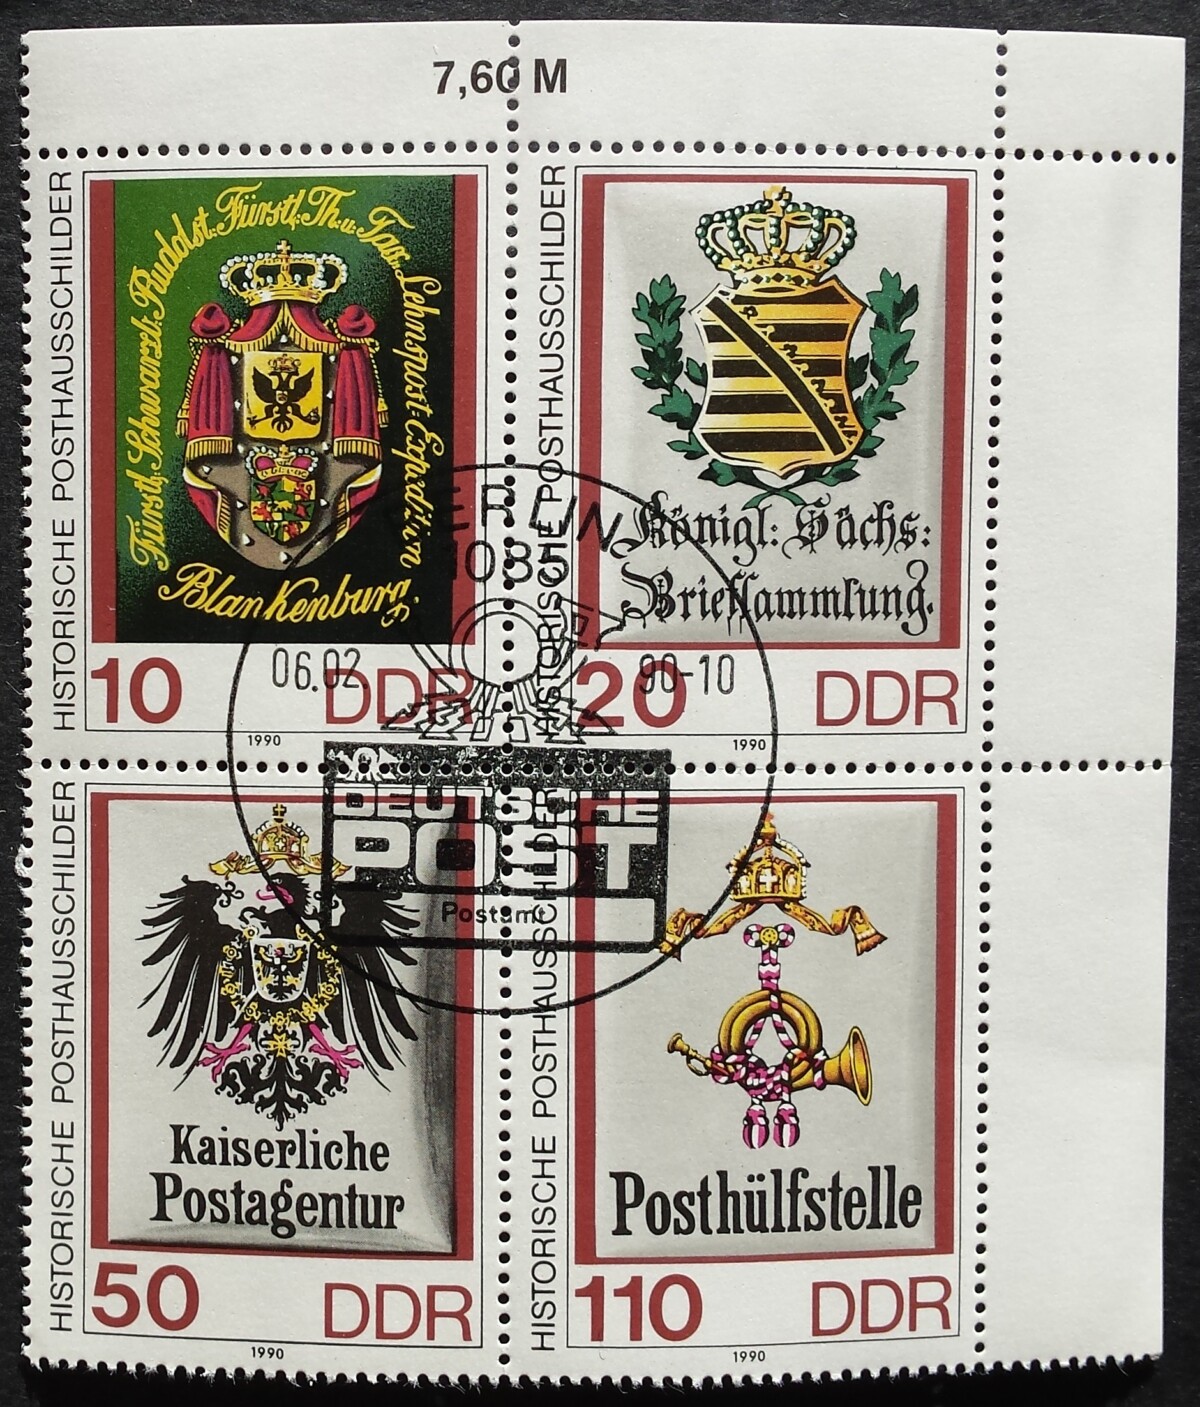 7,60 M
HISTORISCHE POSTHAUSSCHILDER
Fürstl: Schwarzb: Rudolst: Fürstl: Th: u: Tax: Lehnspost-Expedition
Blankenburg.
10 DDR
1990
HISTORISCHE POSTHAUSSCHILDER
Königl: Sächs:
Briefsammlung.
20 DDR
1990
BERLIN
1085
06.02.90-10
DEUTSCHE
POST
Postamt
HISTORISCHE POSTHAUSSCHILDER
Kaiserliche
Postagentur
50 DDR
1990
HISTORISCHE POSTHAUSSCHILDER
Posthülfstelle
110 DDR
1990